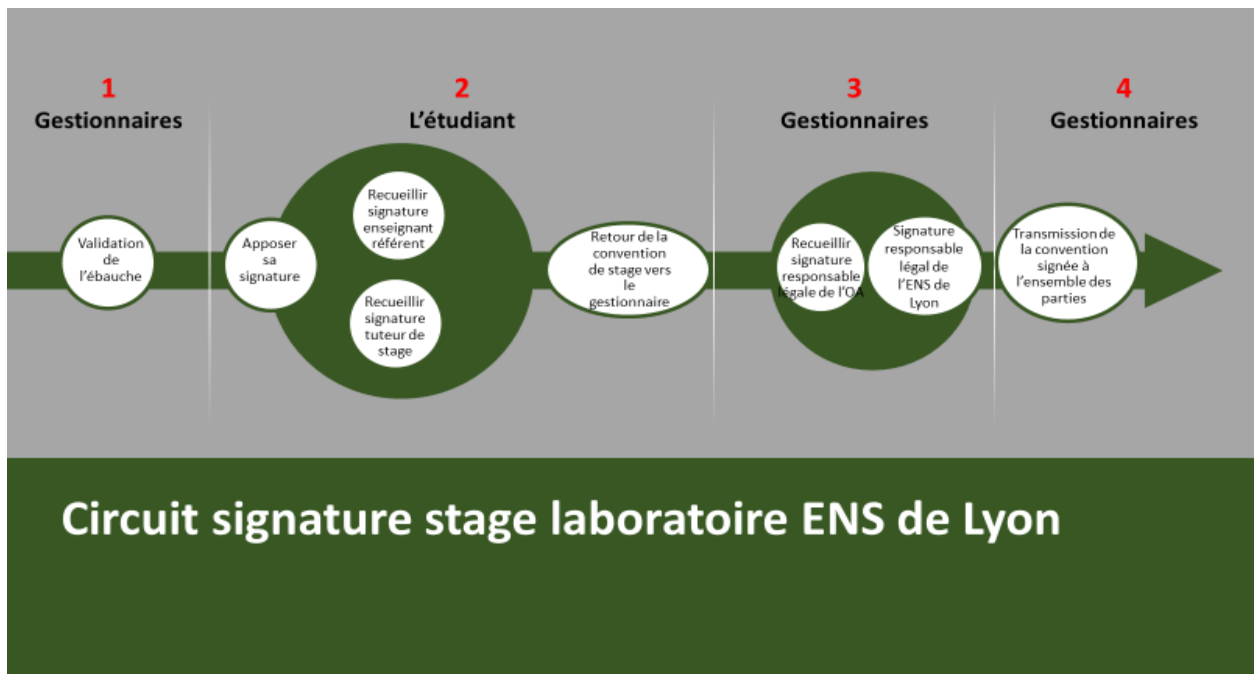 1
Gestionnaires
2
L'étudiant
3
Gestionnaires
4
Gestionnaires
Validation
de
l'ébauche
Apposer
sa
signature
Recueillir
signature
enseignant
référent
Recueillir
signature
tuteur de
stage
Retour de la
convention
de stage vers
le
gestionnaire
Recueillir
signature
responsable
légale de l'OA
Signature
responsable
légal de
l'ENS de
Lyon
Transmission de
la convention
signée à
l'ensemble des
parties
Circuit signature stage laboratoire ENS de Lyon